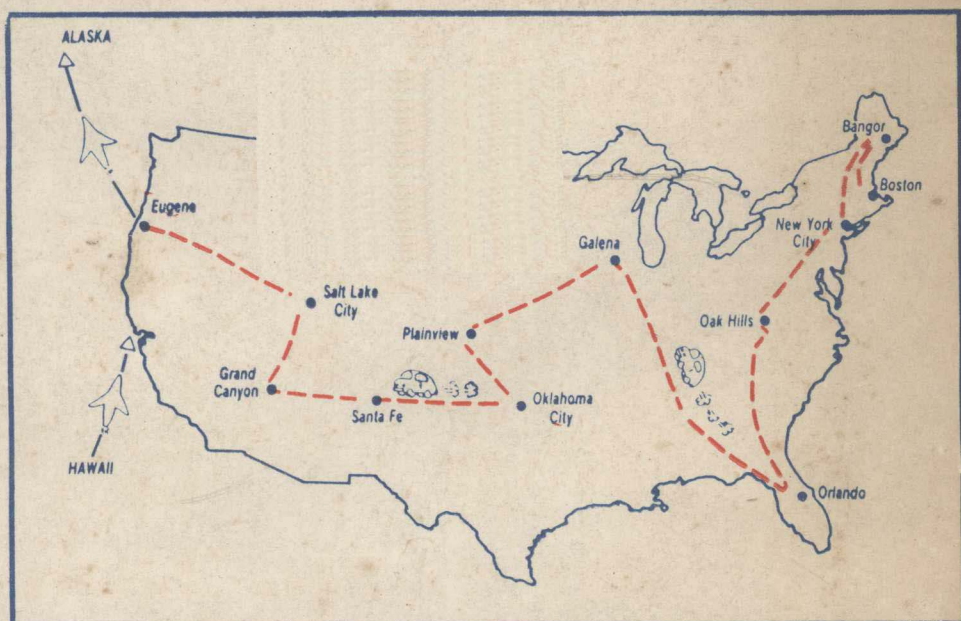 ALASKA
Bangor
Boston
Eugene
New York
City
Galena
Salt Lake
City
Oak Hills
Plainview
Grand
Canyon
Santa Fe
Oklahoma
City
HAWAII
Orlando